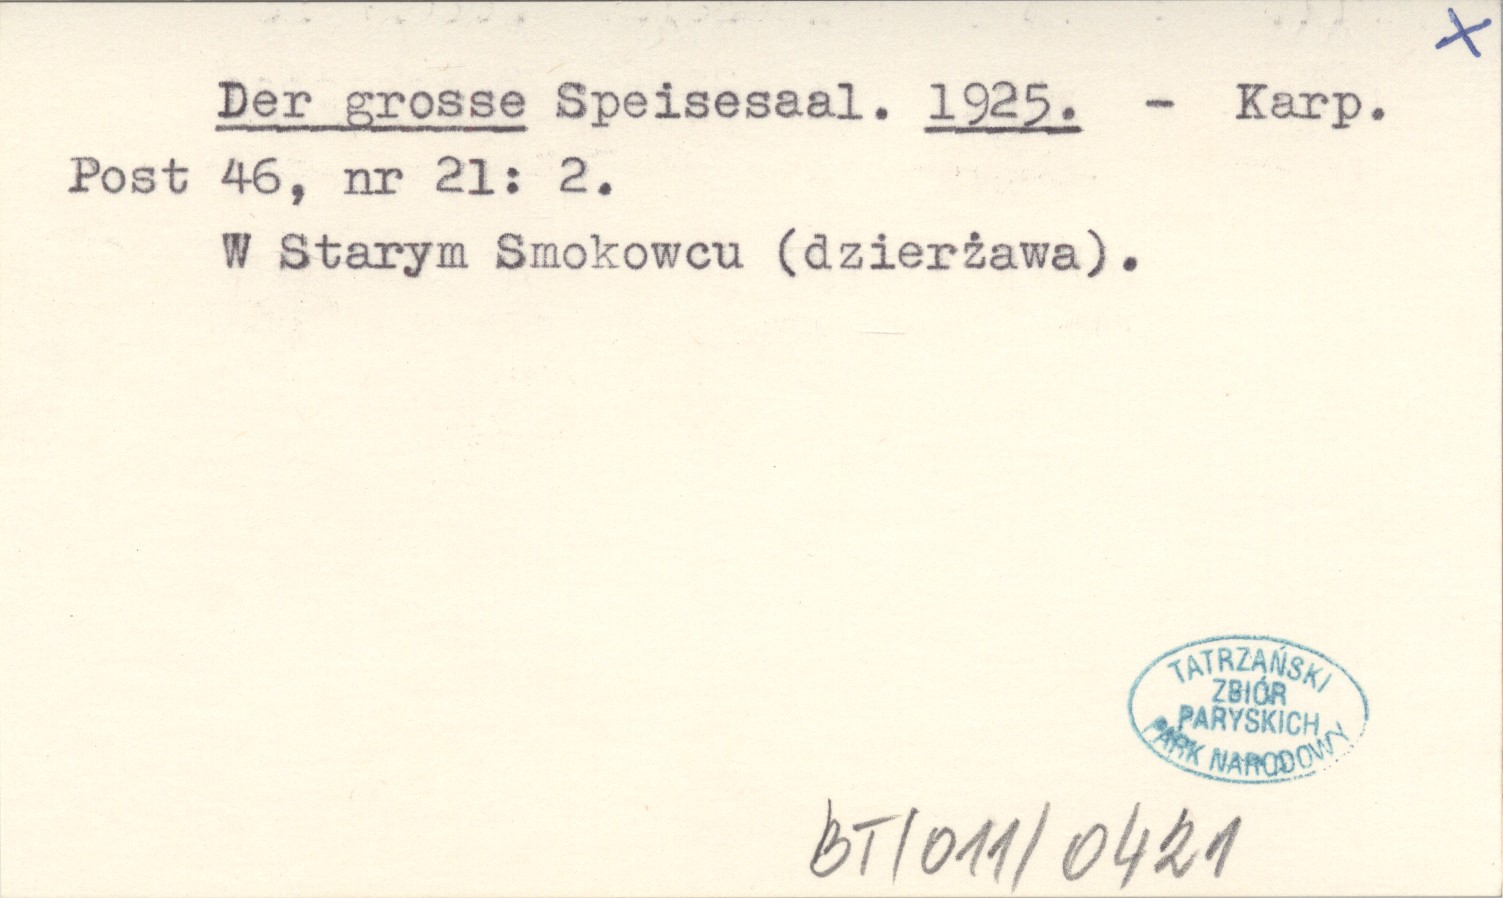 X
Der grosse Speisesaal. 1925. - Karp.
Post 46, nr 21: 2.
W Starym Smokowcu (dzierżawa).
TATRZAŃSKI
ZBIÓR
PARYSKICH
PARK NARODOWY
BT/011/0421